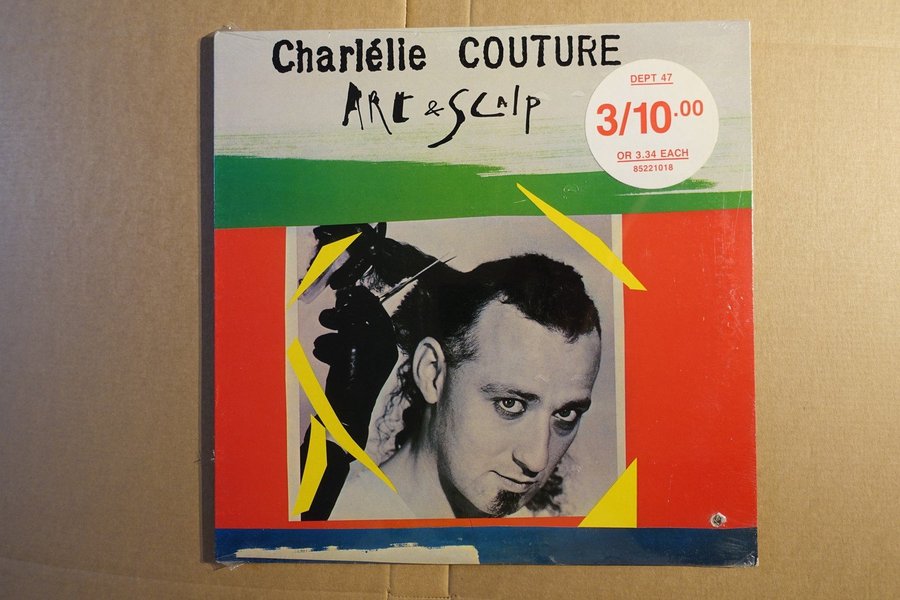 Charlélie COUTURE
ARt & SCAlp
DEPT 47
3/10.00
OR 3.34 EACH
85221018